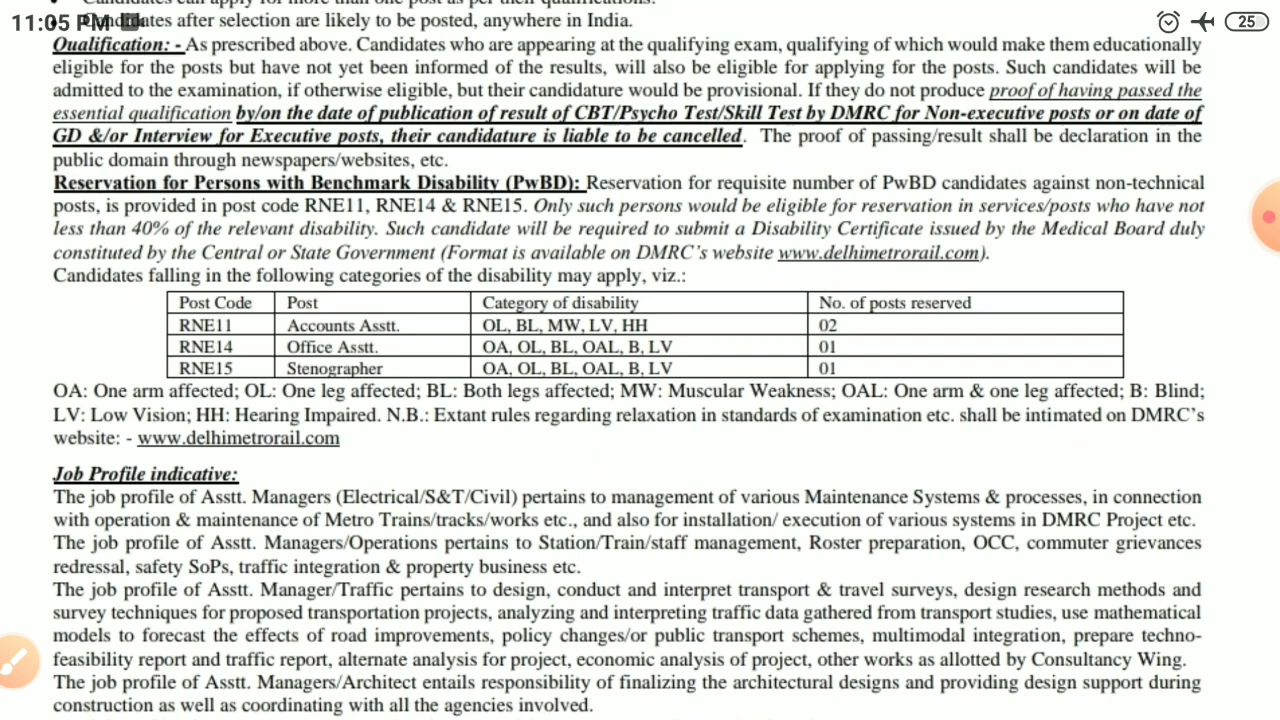 Candidates can apply for more than one post as per their qualifications.
11:05 PM
25
Candidates after selection are likely to be posted, anywhere in India.
Qualification: - As prescribed above. Candidates who are appearing at the qualifying exam, qualifying of which would make them educationally
eligible for the posts but have not yet been informed of the results, will also be eligible for applying for the posts. Such candidates will be
admitted to the examination, if otherwise eligible, but their candidature would be provisional. If they do not produce proof of having passed the
essential qualification by/on the date of publication of result of CBT/Psycho Test/Skill Test by DMRC for Non-executive posts or on date of
GD &/or Interview for Executive posts, their candidature is liable to be cancelled. The proof of passing/result shall be declaration in the
public domain through newspapers/websites, etc.
Reservation for Persons with Benchmark Disability (PwBD): Reservation for requisite number of PwBD candidates against non-technical
posts, is provided in post code RNE11, RNE14 & RNE15. Only such persons would be eligible for reservation in services/posts who have not
less than 40% of the relevant disability. Such candidate will be required to submit a Disability Certificate issued by the Medical Board duly
constituted by the Central or State Government (Format is available on DMRC's website www.delhimetrorail.com).
Candidates falling in the following categories of the disability may apply, viz.:
Post Code Post Category of disability No. of posts reserved
RNE11 Accounts Asstt. OL, BL, MW, LV, HH 02
RNE14 Office Asstt. OA, OL, BL, OAL, B, LV 01
RNE15 Stenographer OA, OL, BL, OAL, B, LV 01
OA: One arm affected; OL: One leg affected; BL: Both legs affected; MW: Muscular Weakness; OAL: One arm & one leg affected; B: Blind;
LV: Low Vision; HH: Hearing Impaired. N.B.: Extant rules regarding relaxation in standards of examination etc. shall be intimated on DMRC's
website: - www.delhimetrorail.com
Job Profile indicative:
The job profile of Asstt. Managers (Electrical/S&T/Civil) pertains to management of various Maintenance Systems & processes, in connection
with operation & maintenance of Metro Trains/tracks/works etc., and also for installation/ execution of various systems in DMRC Project etc.
The job profile of Asstt. Managers/Operations pertains to Station/Train/staff management, Roster preparation, OCC, commuter grievances
redressal, safety SoPs, traffic integration & property business etc.
The job profile of Asstt. Manager/Traffic pertains to design, conduct and interpret transport & travel surveys, design research methods and
survey techniques for proposed transportation projects, analyzing and interpreting traffic data gathered from transport studies, use mathematical
models to forecast the effects of road improvements, policy changes/or public transport schemes, multimodal integration, prepare techno-
feasibility report and traffic report, alternate analysis for project, economic analysis of project, other works as allotted by Consultancy Wing.
The job profile of Asstt. Managers/Architect entails responsibility of finalizing the architectural designs and providing design support during
construction as well as coordinating with all the agencies involved.